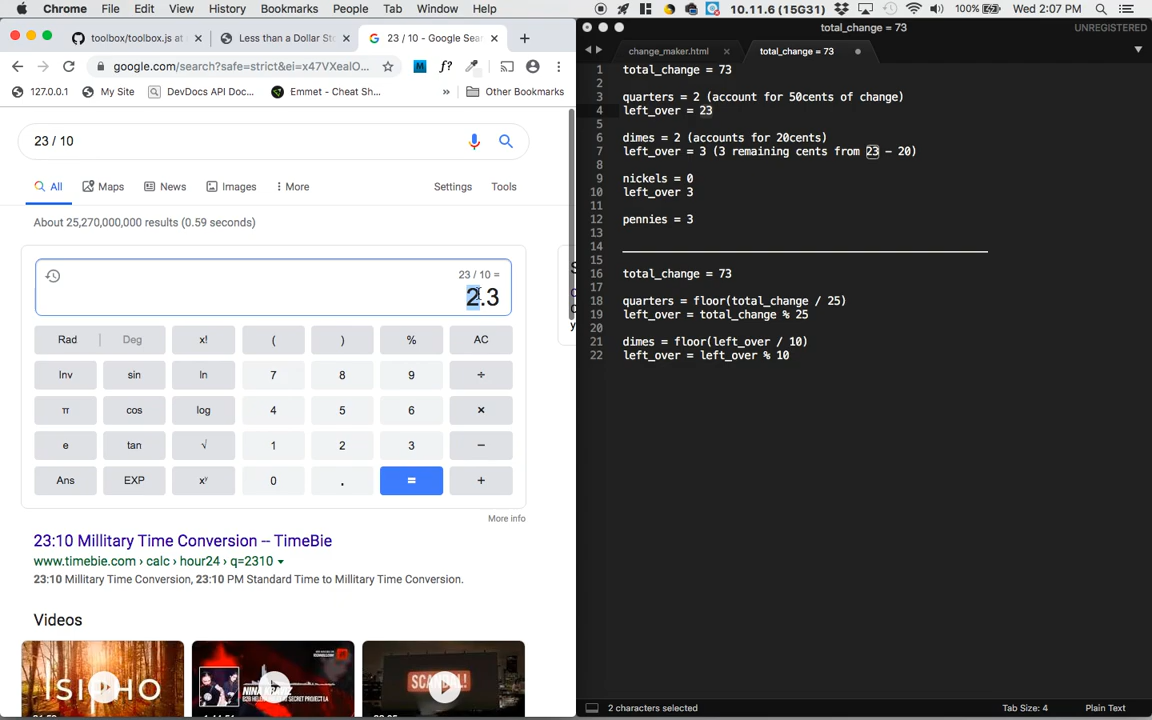 Chrome File Edit View History Bookmarks People Tab Window Help
10.11.6 (15G31) 100% Wed 2:07 PM
toolbox/toolbox.js at
Less than a Dollar St
23 / 10 - Google Sea
google.com/search?safe=strict&ei=x47VXealO...
127.0.0.1 My Site DevDocs API Doc... Emmet - Cheat Sh... » Other Bookmarks
23 / 10
All Maps News Images More Settings Tools
About 25,270,000,000 results (0.59 seconds)
23 / 10 =
2.3
Rad Deg x! ( ) % AC
Inv sin ln 7 8 9 ÷
π cos log 4 5 6 ×
e tan √ 1 2 3 −
Ans EXP xʸ 0 . = +
More info
23:10 Millitary Time Conversion -- TimeBie
www.timebie.com › calc › hour24 › q=2310
23:10 Millitary Time Conversion, 23:10 PM Standard Time to Millitary Time Conversion.
Videos
total_change = 73
UNREGISTERED
change_maker.html
total_change = 73
1 total_change = 73
2
3 quarters = 2 (account for 50cents of change)
4 left_over = 23
5
6 dimes = 2 (accounts for 20cents)
7 left_over = 3 (3 remaining cents from 23 - 20)
8
9 nickels = 0
10 left_over 3
11
12 pennies = 3
13
14 ________________________________________
15
16 total_change = 73
17
18 quarters = floor(total_change / 25)
19 left_over = total_change % 25
20
21 dimes = floor(left_over / 10)
22 left_over = left_over % 10
2 characters selected
Tab Size: 4
Plain Text